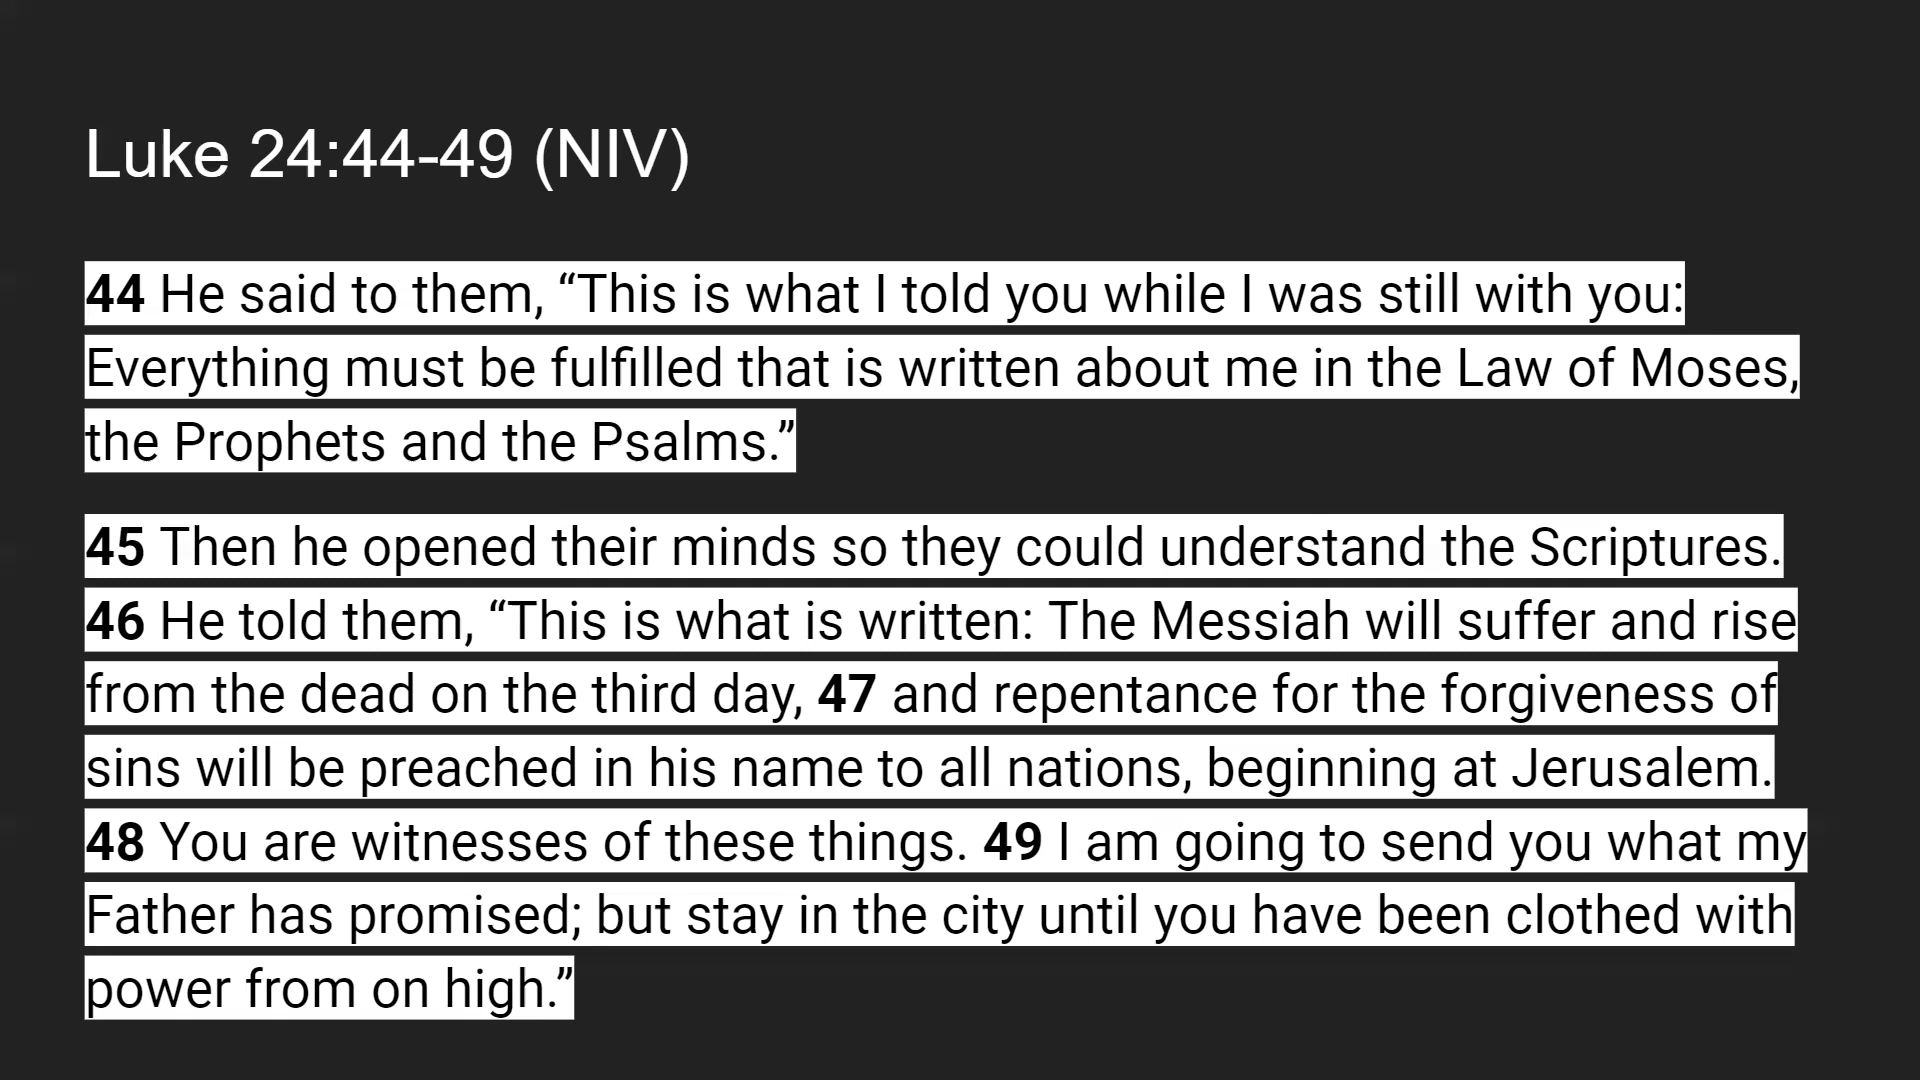 Luke 24:44-49 (NIV)
44 He said to them, “This is what I told you while I was still with you:
Everything must be fulfilled that is written about me in the Law of Moses,
the Prophets and the Psalms.”
45 Then he opened their minds so they could understand the Scriptures.
46 He told them, “This is what is written: The Messiah will suffer and rise
from the dead on the third day, 47 and repentance for the forgiveness of
sins will be preached in his name to all nations, beginning at Jerusalem.
48 You are witnesses of these things. 49 I am going to send you what my
Father has promised; but stay in the city until you have been clothed with
power from on high.”